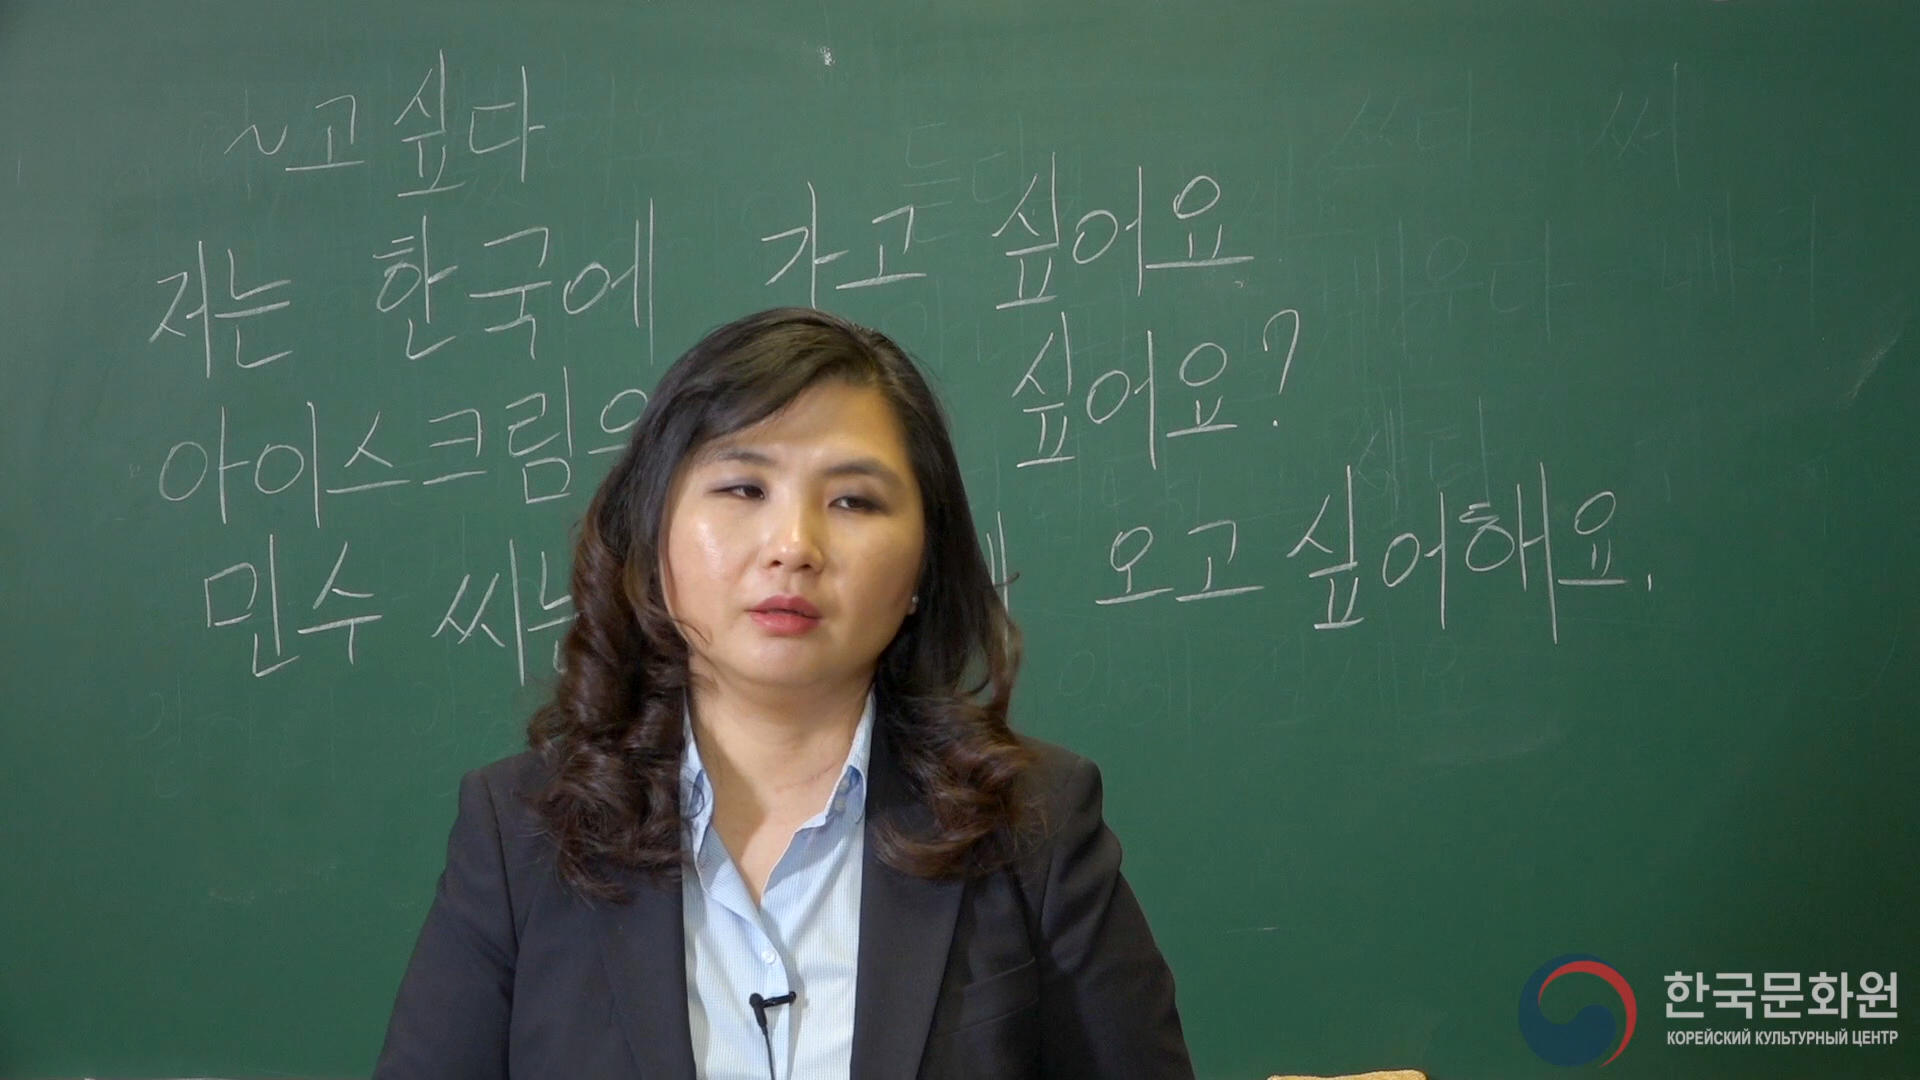 ~고 싶다
저는 한국에 가고 싶어요
아이스크림 싶어요?
민수 씨는 오고 싶어해요.
한국문화원
КОРЕЙСКИЙ КУЛЬТУРНЫЙ ЦЕНТР